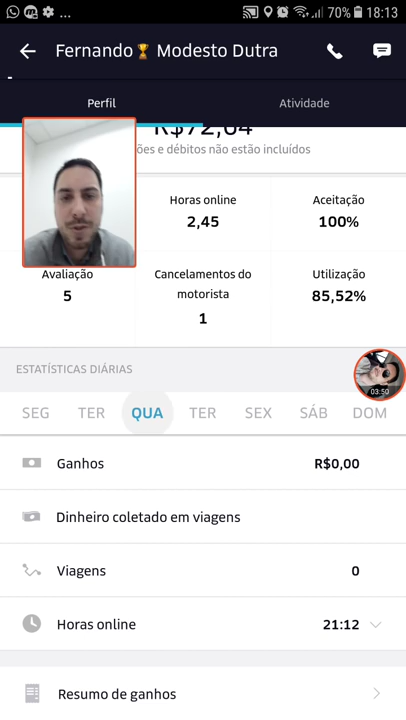 ... 70% 18:13
Fernando🏆 Modesto Dutra
Perfil Atividade
R$72,64
ões e débitos não estão incluídos
Horas online
2,45
Aceitação
100%
Avaliação
5
Cancelamentos do
motorista
1
Utilização
85,52%
ESTATÍSTICAS DIÁRIAS
03:50
SEG TER QUA TER SEX SÁB DOM
Ganhos R$0,00
Dinheiro coletado em viagens
Viagens 0
Horas online 21:12
Resumo de ganhos